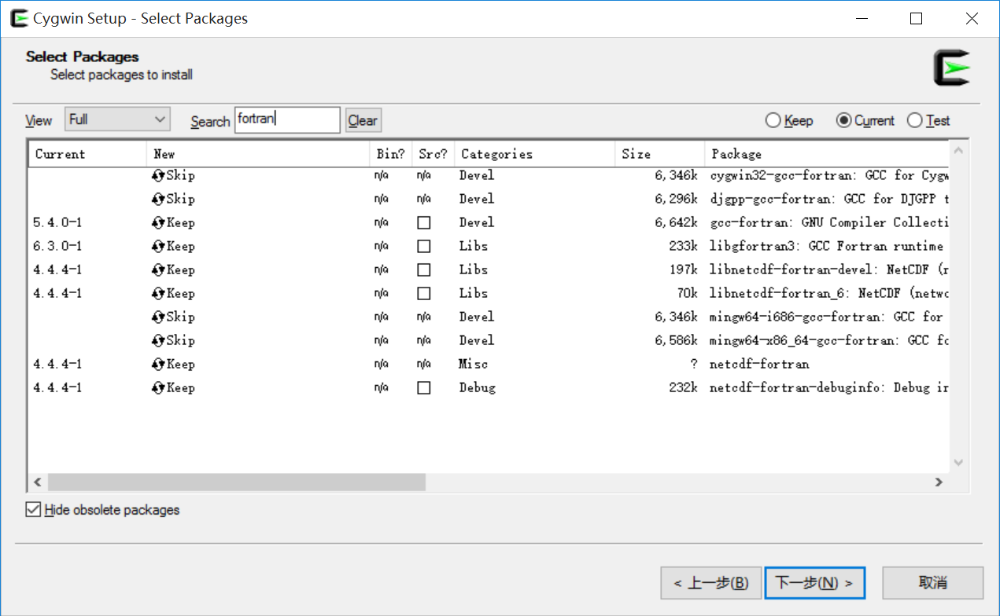 Cygwin Setup - Select Packages
Select Packages
Select packages to install
View Full Search fortran Clear Keep Current Test
Current New Bin? Src? Categories Size Package
Skip n/a n/a Devel 6,346k cygwin32-gcc-fortran: GCC for Cygw
Skip n/a n/a Devel 6,296k djgpp-gcc-fortran: GCC for DJGPP t
5.4.0-1 Keep n/a Devel 6,642k gcc-fortran: GNU Compiler Collecti
6.3.0-1 Keep n/a Libs 233k libgfortran3: GCC Fortran runtime
4.4.4-1 Keep n/a Libs 197k libnetcdf-fortran-devel: NetCDF (r
4.4.4-1 Keep n/a Libs 70k libnetcdf-fortran_6: NetCDF (netwo
Skip n/a n/a Devel 6,346k mingw64-i686-gcc-fortran: GCC for
Skip n/a n/a Devel 6,586k mingw64-x86_64-gcc-fortran: GCC fo
4.4.4-1 Keep n/a n/a Misc ? netcdf-fortran
4.4.4-1 Keep n/a Debug 232k netcdf-fortran-debuginfo: Debug in
Hide obsolete packages
< 上一步(B) 下一步(N) > 取消